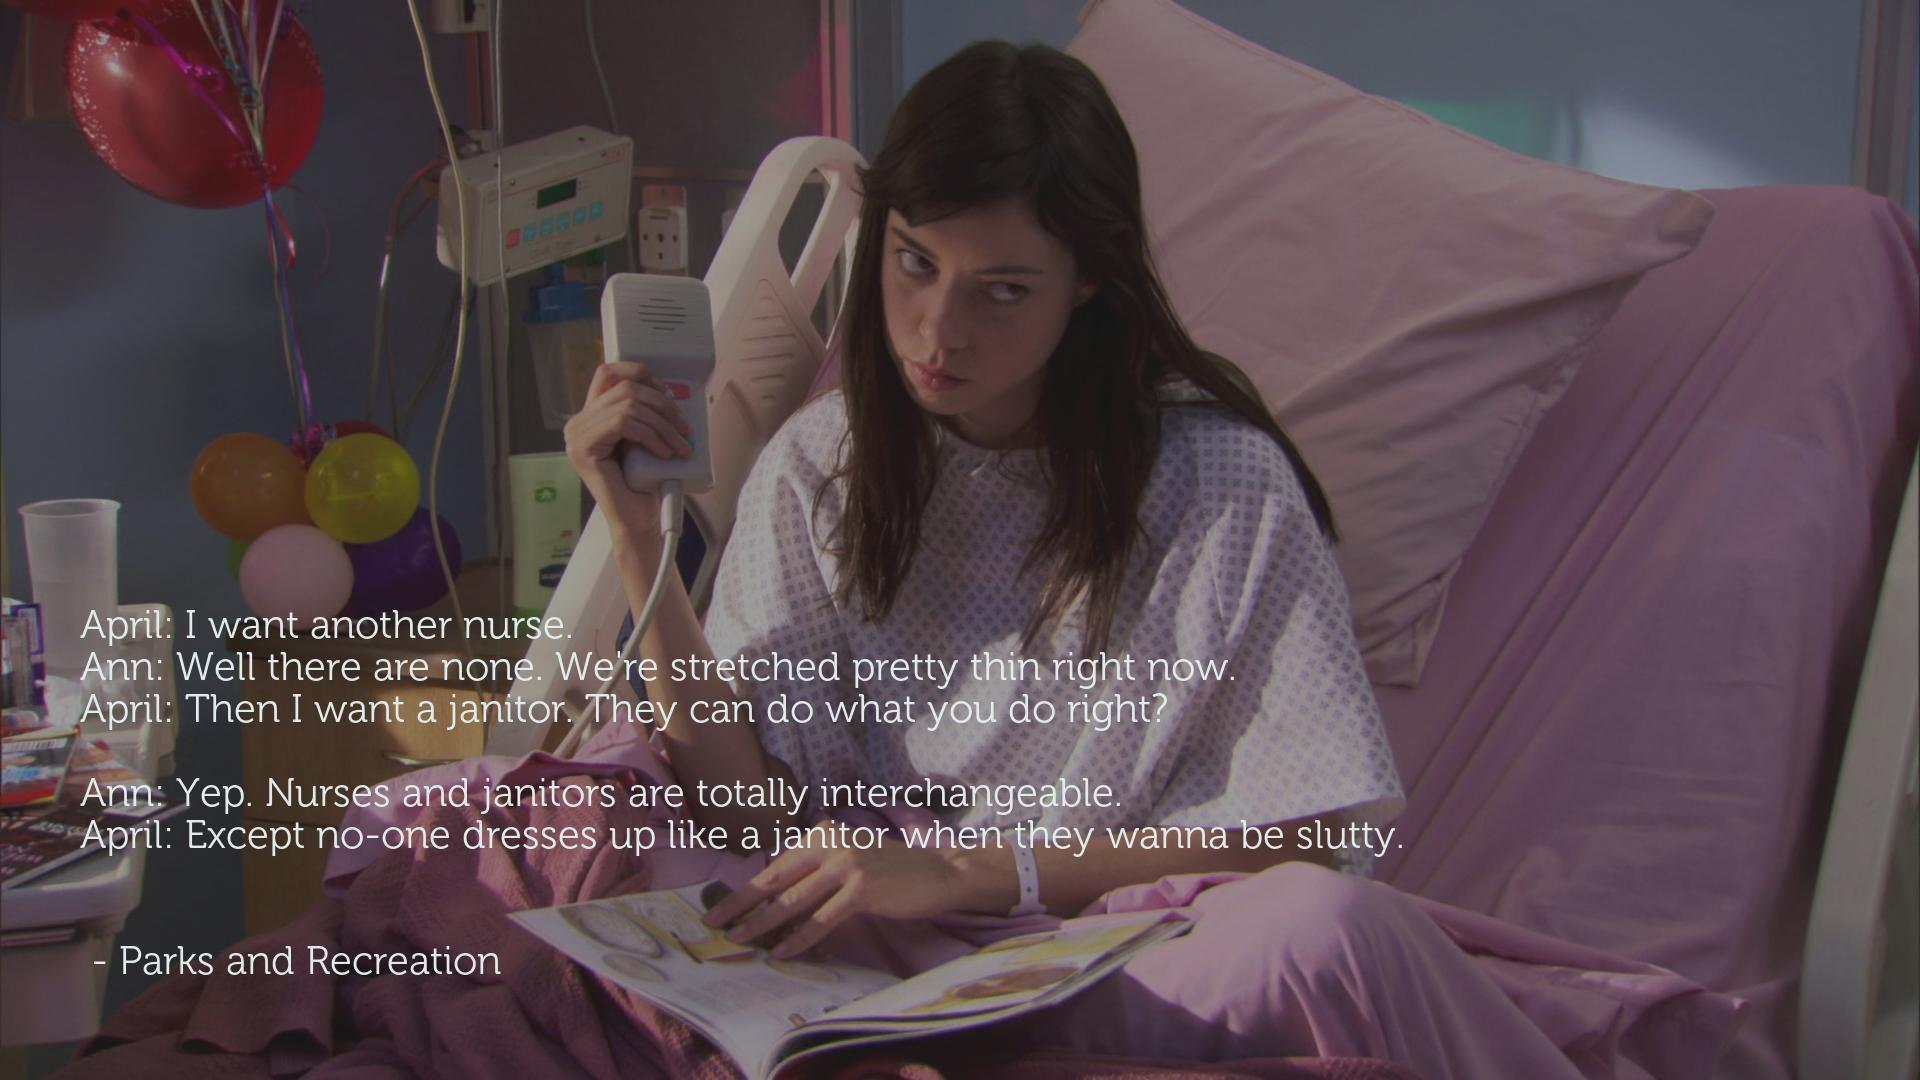 April: I want another nurse.
Ann: Well there are none. We're stretched pretty thin right now.
April: Then I want a janitor. They can do what you do right?
Ann: Yep. Nurses and janitors are totally interchangeable.
April: Except no-one dresses up like a janitor when they wanna be slutty.
- Parks and Recreation